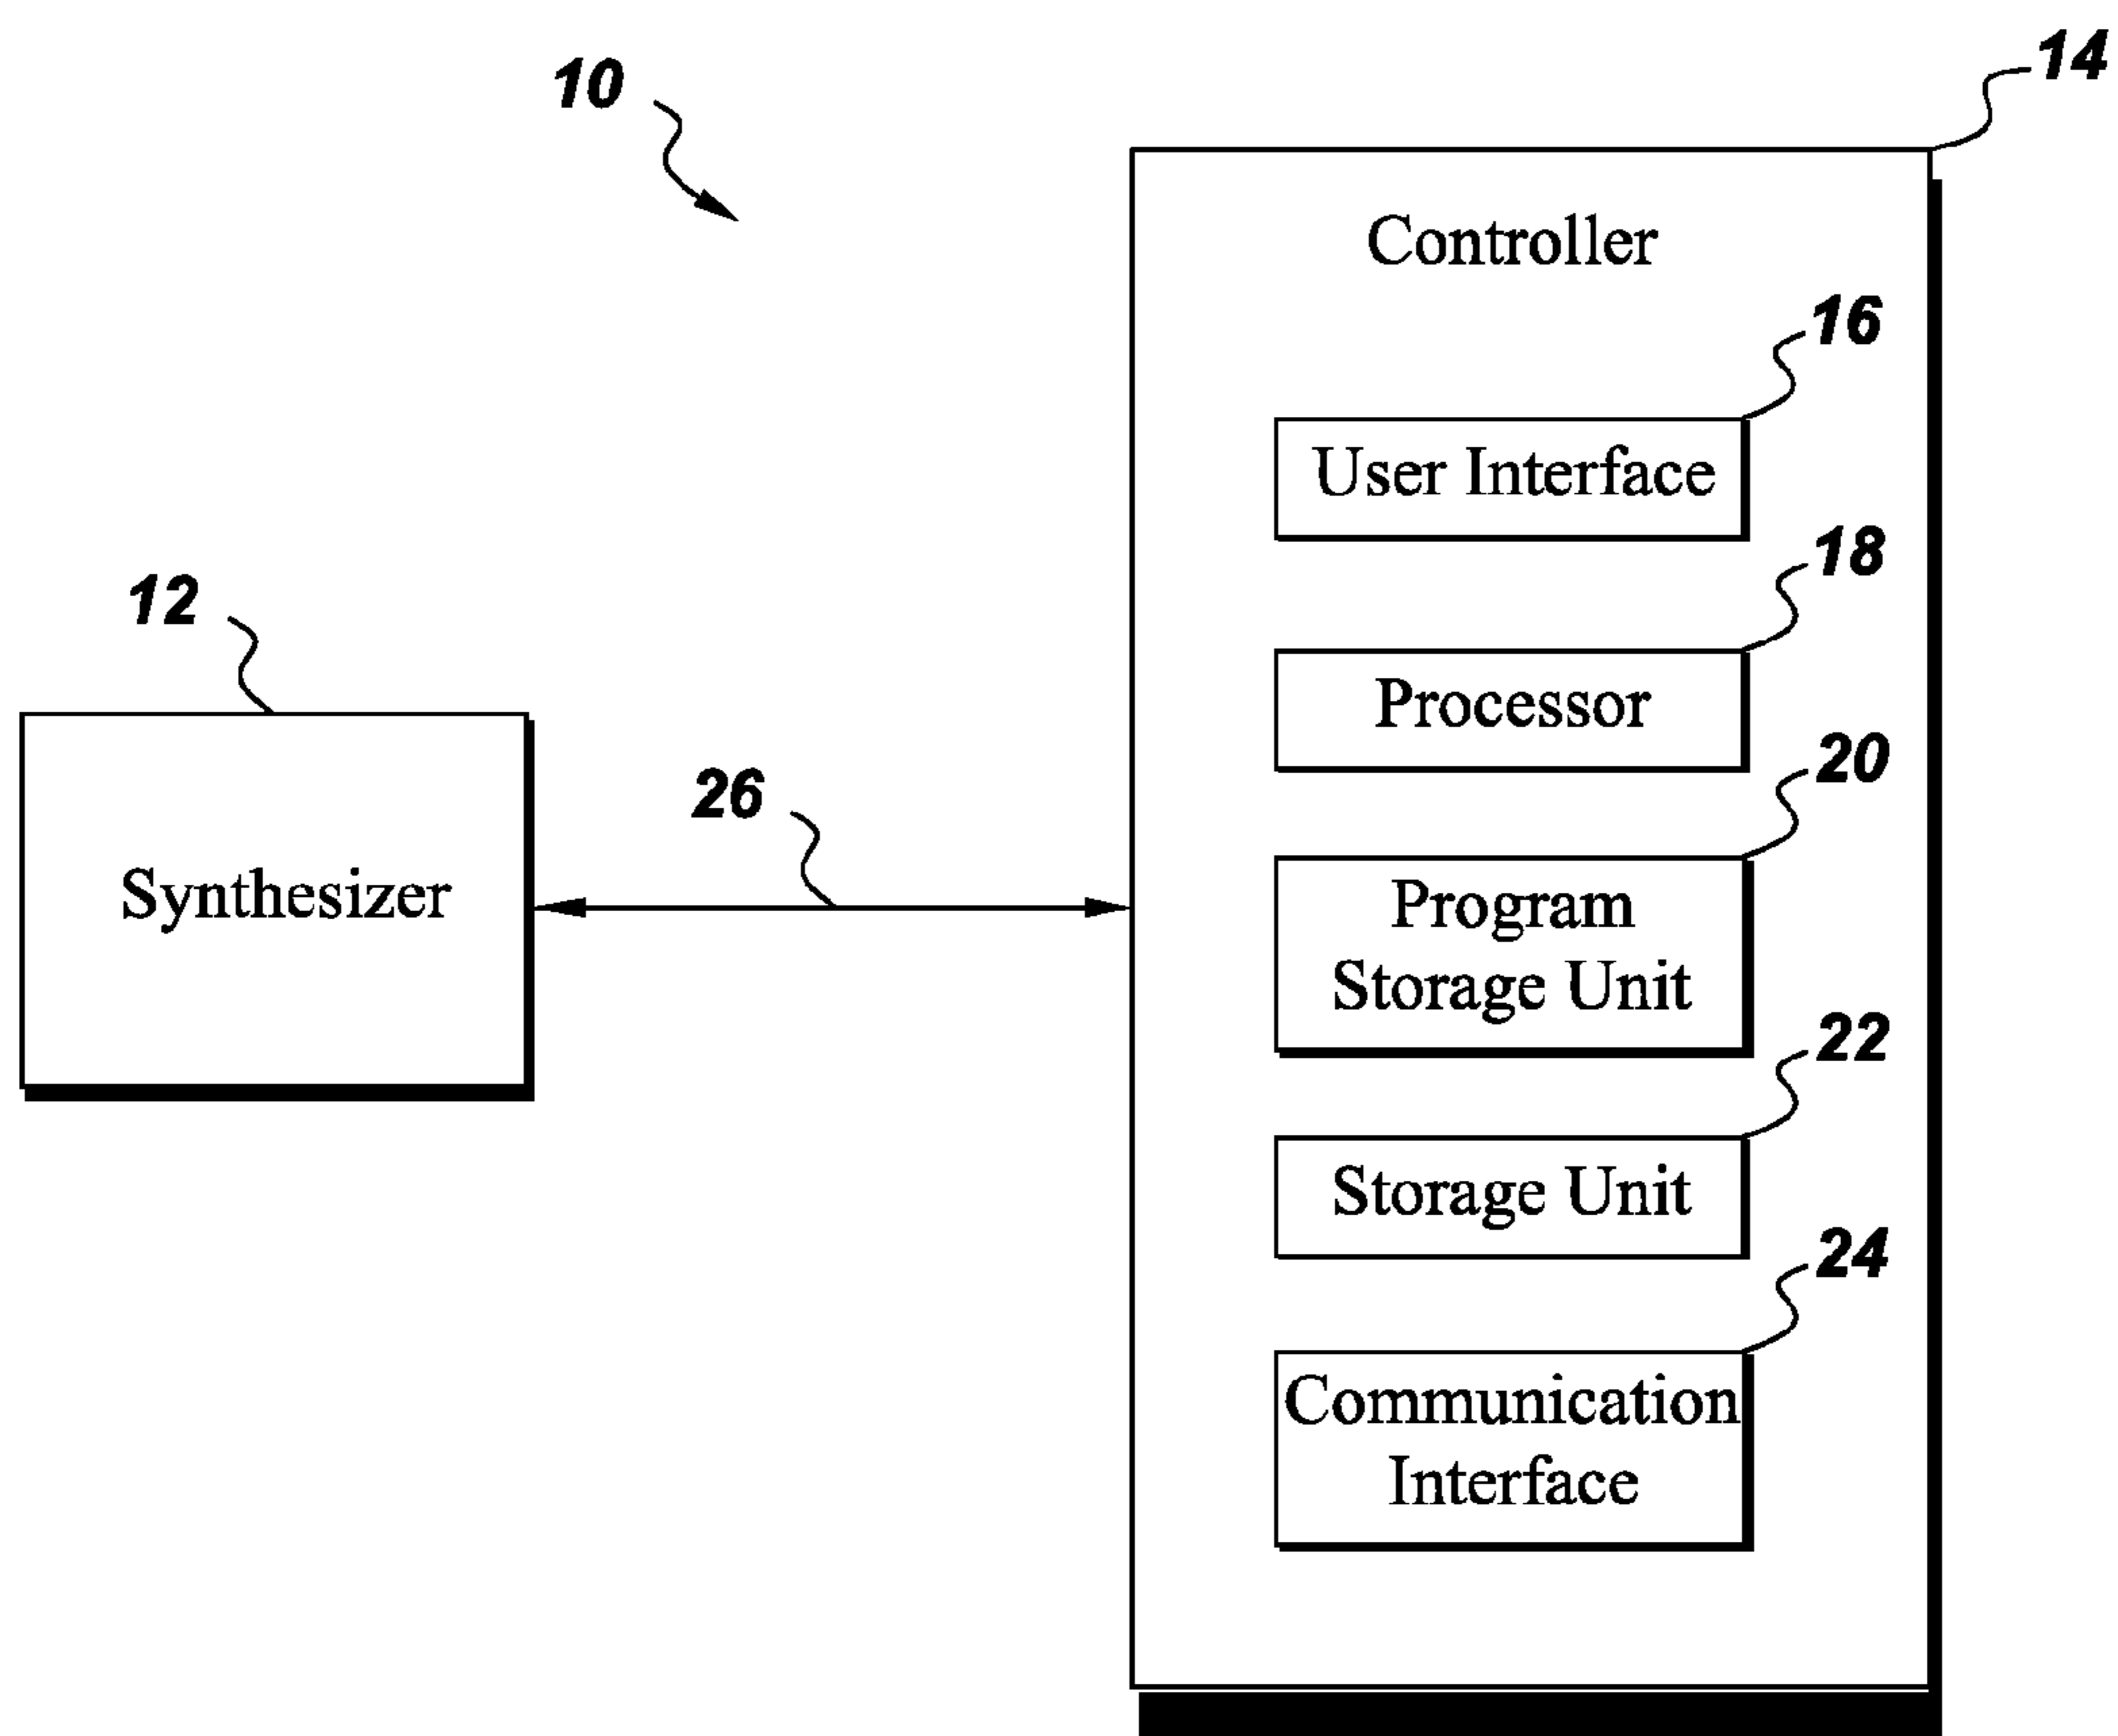 10
14
Controller
16
User Interface
18
Processor
12
20
26
Synthesizer
Program
Storage Unit
22
Storage Unit
24
Communication
Interface